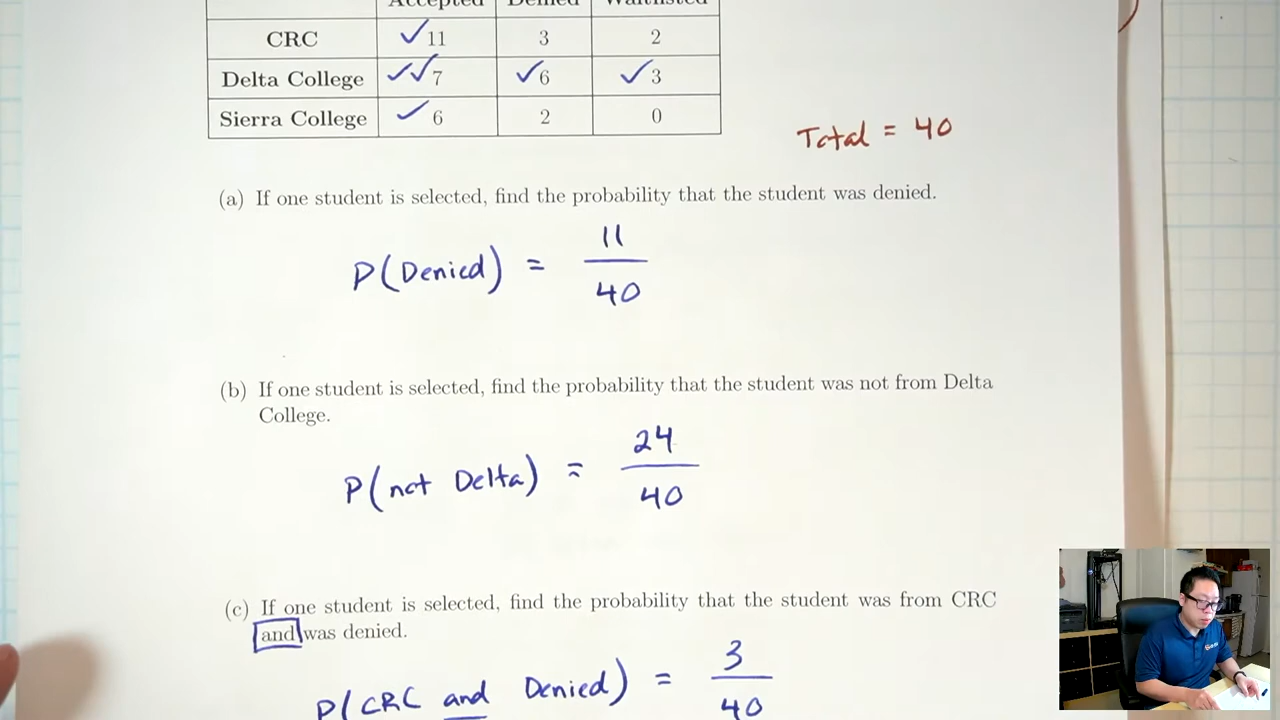 Accepted Denied Waitlisted
CRC ✓11 3 2
Delta College ✓✓7 ✓6 ✓3
Sierra College ✓6 2 0
Total = 40
(a) If one student is selected, find the probability that the student was denied.
P(Denied) = 11/40
(b) If one student is selected, find the probability that the student was not from Delta
College.
P(not Delta) = 24/40
(c) If one student is selected, find the probability that the student was from CRC
and was denied.
P(CRC and Denied) = 3/40